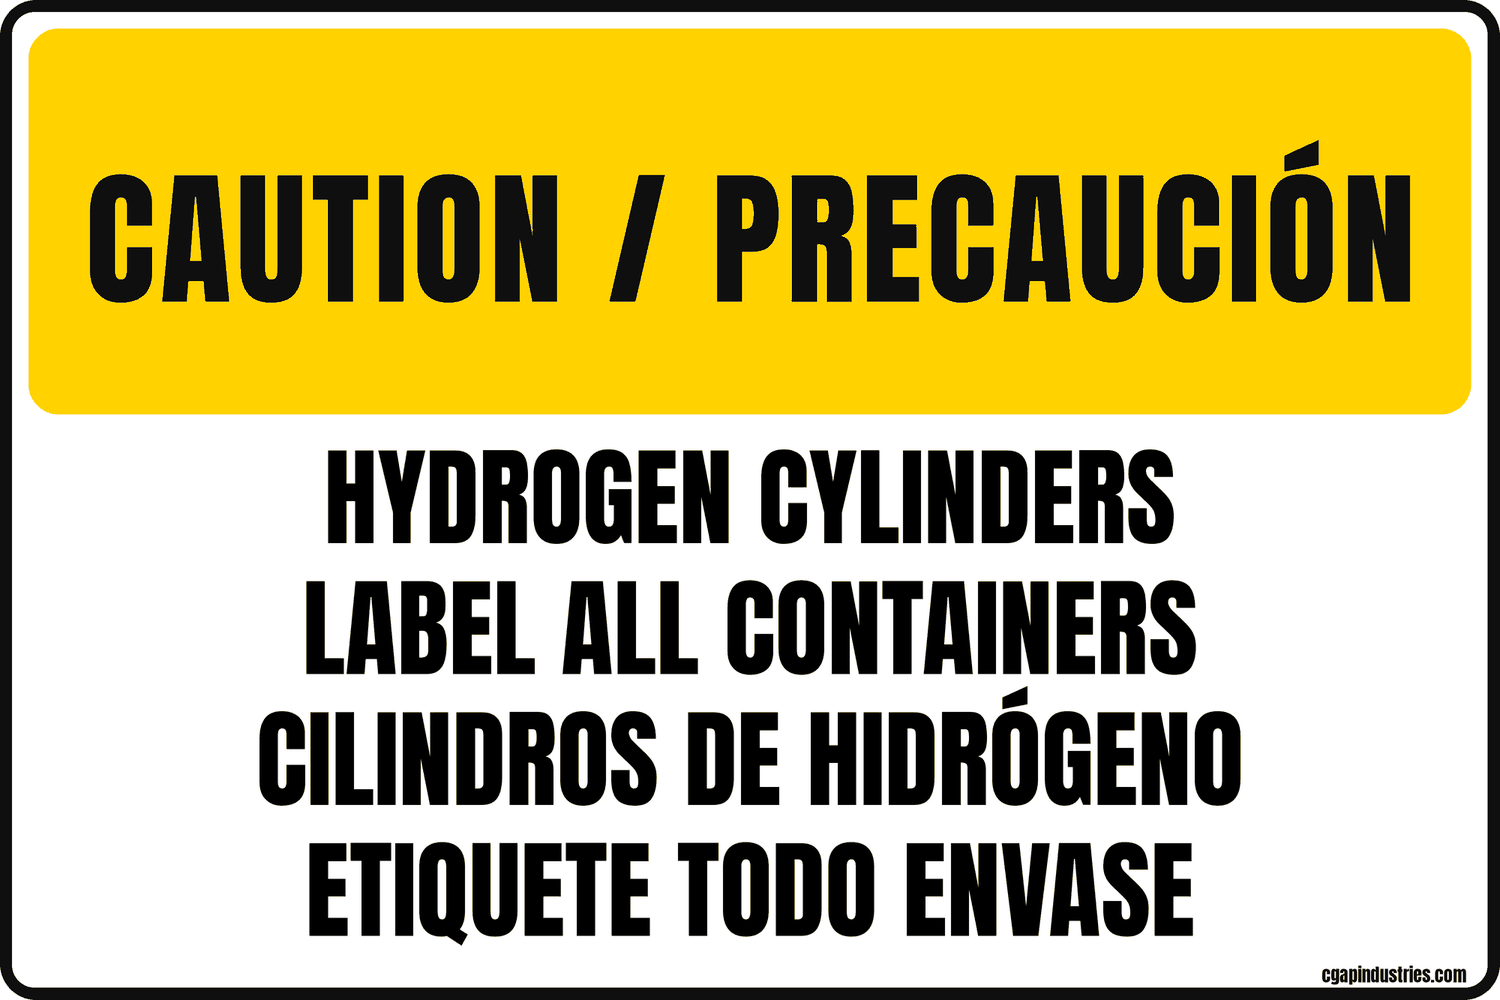 CAUTION / PRECAUCIÓN
HYDROGEN CYLINDERS
LABEL ALL CONTAINERS
CILINDROS DE HIDRÓGENO
ETIQUETE TODO ENVASE
cgapindustries.com